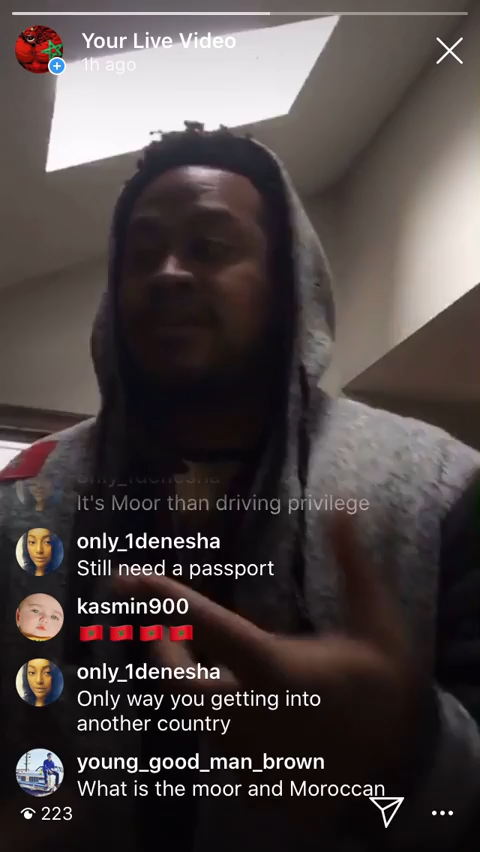 Your Live Video
1h ago
only_1denesha
It's Moor than driving privilege
only_1denesha
Still need a passport
kasmin900
🇲🇦 🇲🇦 🇲🇦 🇲🇦
only_1denesha
Only way you getting into
another country
young_good_man_brown
What is the moor and Moroccan
223